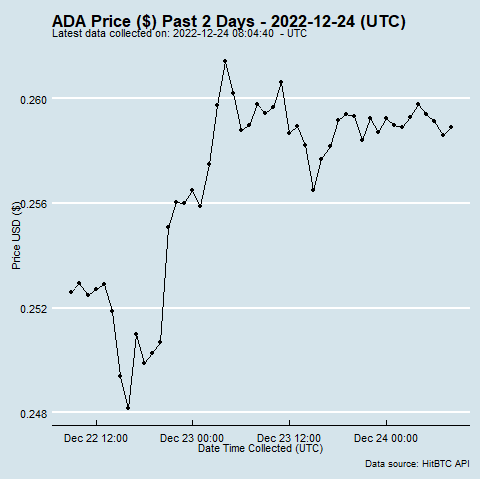 ADA Price ($) Past 2 Days - 2022-12-24 (UTC)
Latest data collected on: 2022-12-24 08:04:40 - UTC
0.260
0.256
0.252
0.248
Price USD ($)
Dec 22 12:00 Dec 23 00:00 Dec 23 12:00 Dec 24 00:00
Date Time Collected (UTC)
Data source: HitBTC API